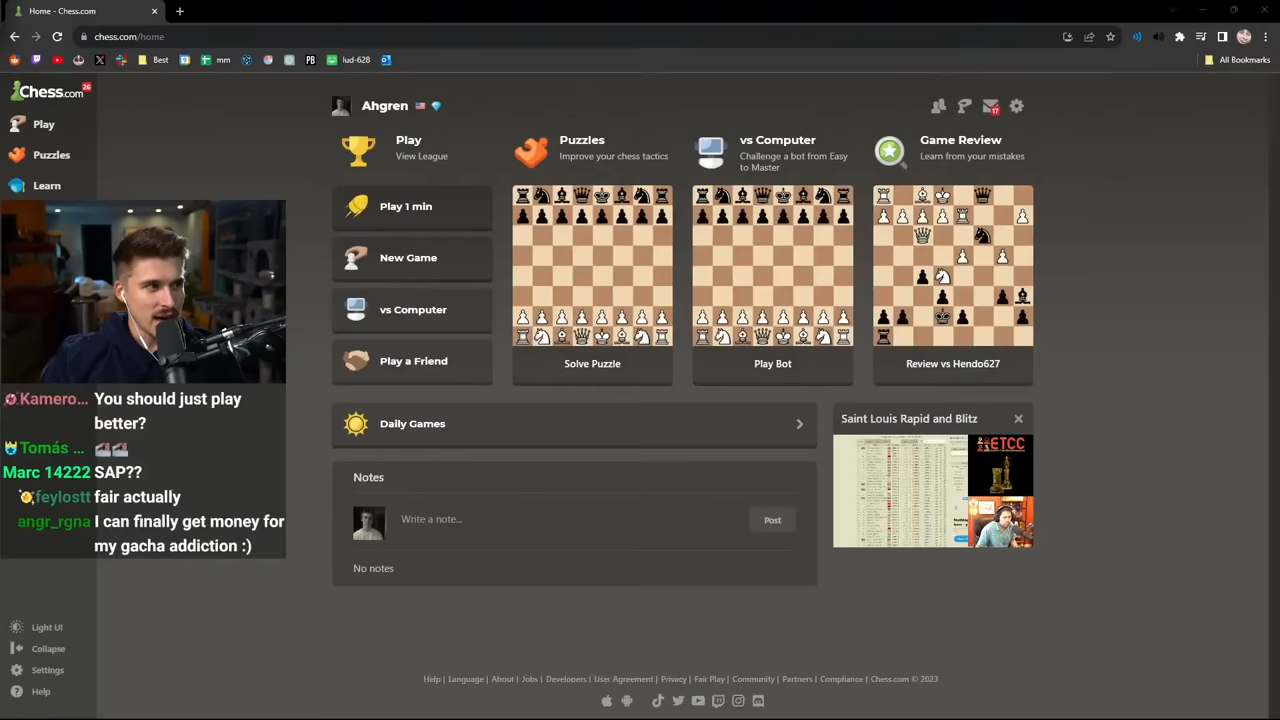 Home - Chess.com
chess.com/home
Best
mm
PB
lud-628
All Bookmarks
Chess.com
26
Play
Puzzles
Learn
Ahgren
17
Play
View League
Puzzles
Improve your chess tactics
vs Computer
Challenge a bot from Easy
to Master
Game Review
Learn from your mistakes
Play 1 min
New Game
vs Computer
Play a Friend
Solve Puzzle
Play Bot
Review vs Hendo627
Daily Games
Saint Louis Rapid and Blitz
ETCC
Notes
Write a note...
Post
No notes
Kamero... You should just play
better?
Tomás ...
Marc 14222 SAP??
feylostt fair actually
angr_rgna I can finally get money for
my gacha addiction :)
Light UI
Collapse
Settings
Help
Help | Language | About | Jobs | Developers | User Agreement | Privacy | Fair Play | Community | Partners | Compliance | Chess.com © 2023